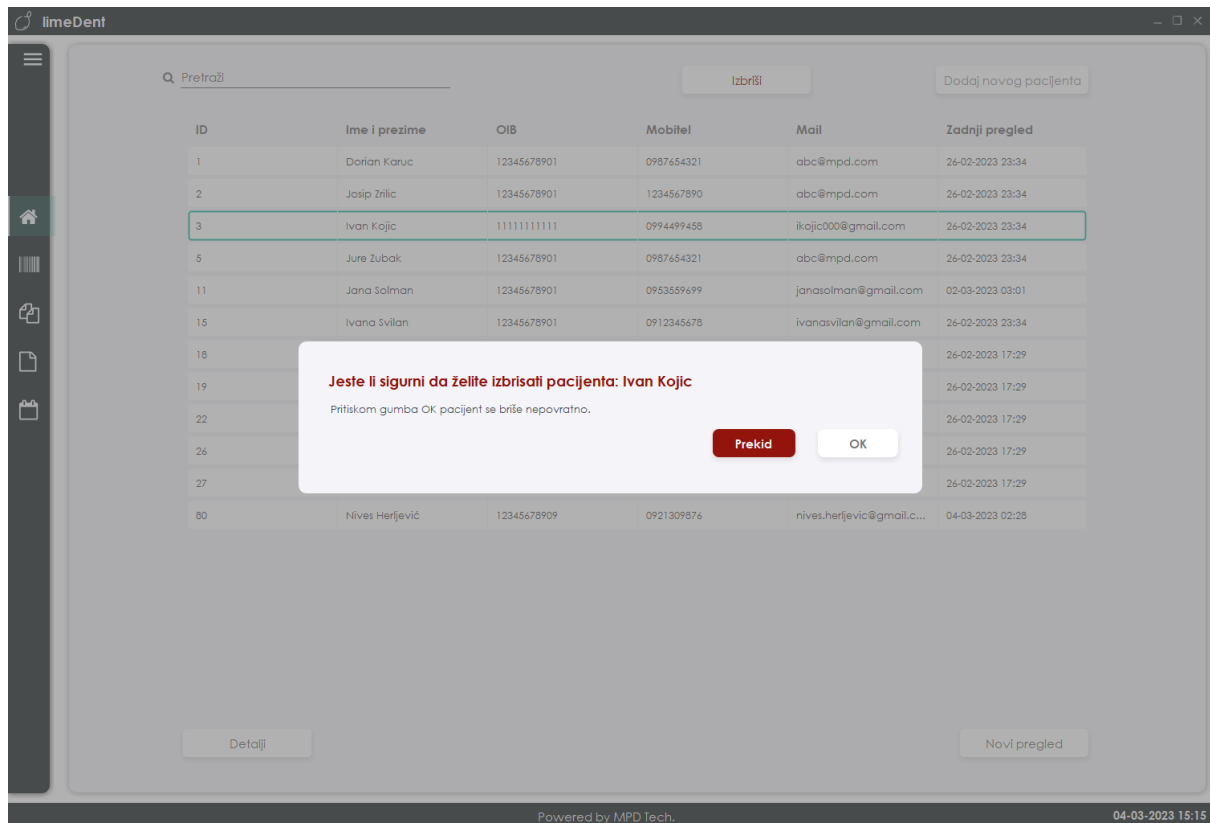 limeDent
Pretraži
Izbriši
Dodaj novog pacijenta
ID Ime i prezime OIB Mobitel Mail Zadnji pregled
1 Dorian Karuc 12345678901 0987654321 abc@mpd.com 26-02-2023 23:34
2 Josip Zrilic 12345678901 1234567890 abc@mpd.com 26-02-2023 23:34
3 Ivan Kojic 11111111111 0994499458 ikojic000@gmail.com 26-02-2023 23:34
5 Jure Zubak 12345678901 0987654321 abc@mpd.com 26-02-2023 23:34
11 Jana Solman 12345678901 0953559699 janasolman@gmail.com 02-03-2023 03:01
15 Ivana Svilan 12345678901 0912345678 ivanasvilan@gmail.com 26-02-2023 23:34
18 26-02-2023 17:29
19 26-02-2023 17:29
22 26-02-2023 17:29
26 26-02-2023 17:29
27 26-02-2023 17:29
80 Nives Herljević 12345678909 0921309876 nives.herljevic@gmail.c... 04-03-2023 02:28
Jeste li sigurni da želite izbrisati pacijenta: Ivan Kojic
Pritiskom gumba OK pacijent se briše nepovratno.
Prekid
OK
Detalji
Novi pregled
Powered by MPD Tech.
04-03-2023 15:15